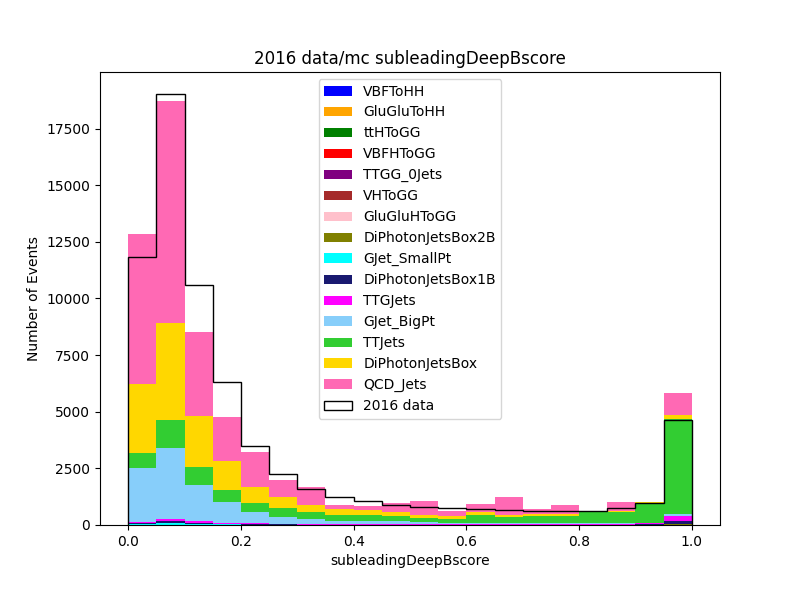 2016 data/mc subleadingDeepBscore
VBFToHH
GluGluToHH
ttHToGG
VBFHToGG
TTGG_0Jets
VHToGG
GluGluHToGG
DiPhotonJetsBox2B
GJet_SmallPt
DiPhotonJetsBox1B
TTGJets
GJet_BigPt
TTJets
DiPhotonJetsBox
QCD_Jets
2016 data
Number of Events
17500
15000
12500
10000
7500
5000
2500
0
0.0 0.2 0.4 0.6 0.8 1.0
subleadingDeepBscore